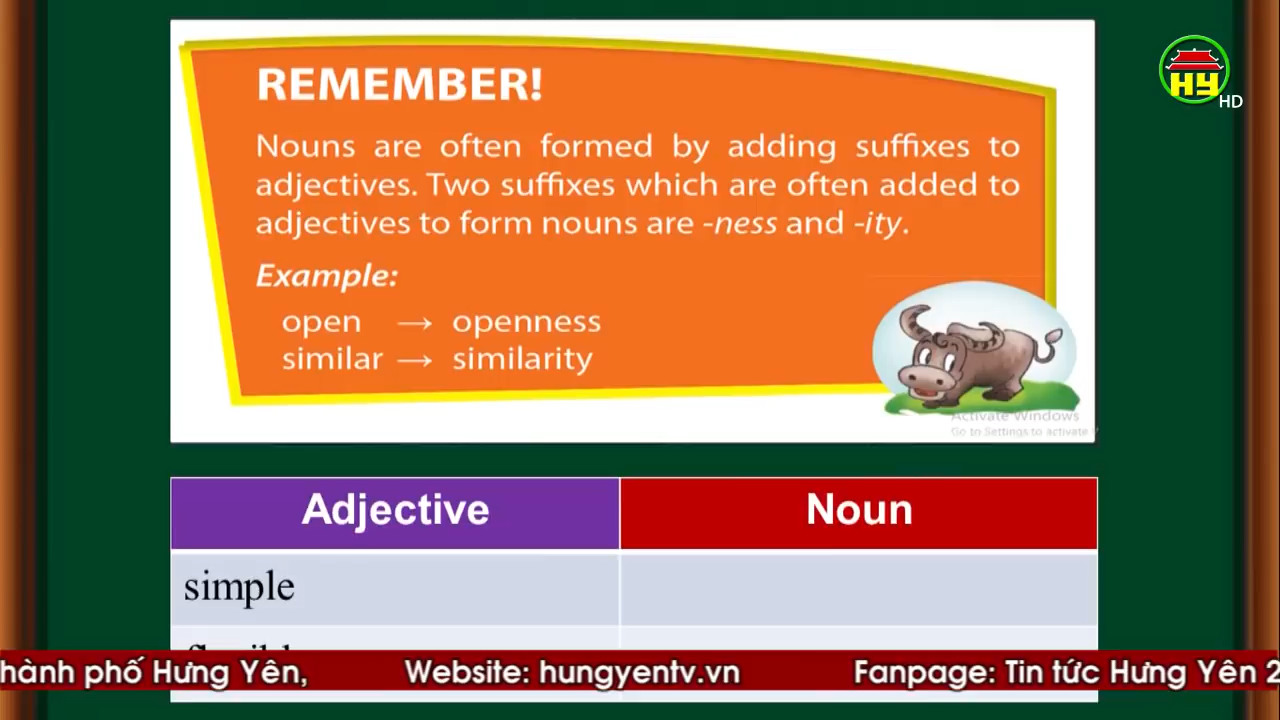 HY
HD
REMEMBER!
Nouns are often formed by adding suffixes to
adjectives. Two suffixes which are often added to
adjectives to form nouns are -ness and -ity.
Example:
open → openness
similar → similarity
Activate Windows
Go to Settings to activate
Adjective Noun
simple
hành phố Hưng Yên, Website: hungyentv.vn Fanpage: Tin tức Hưng Yên 2